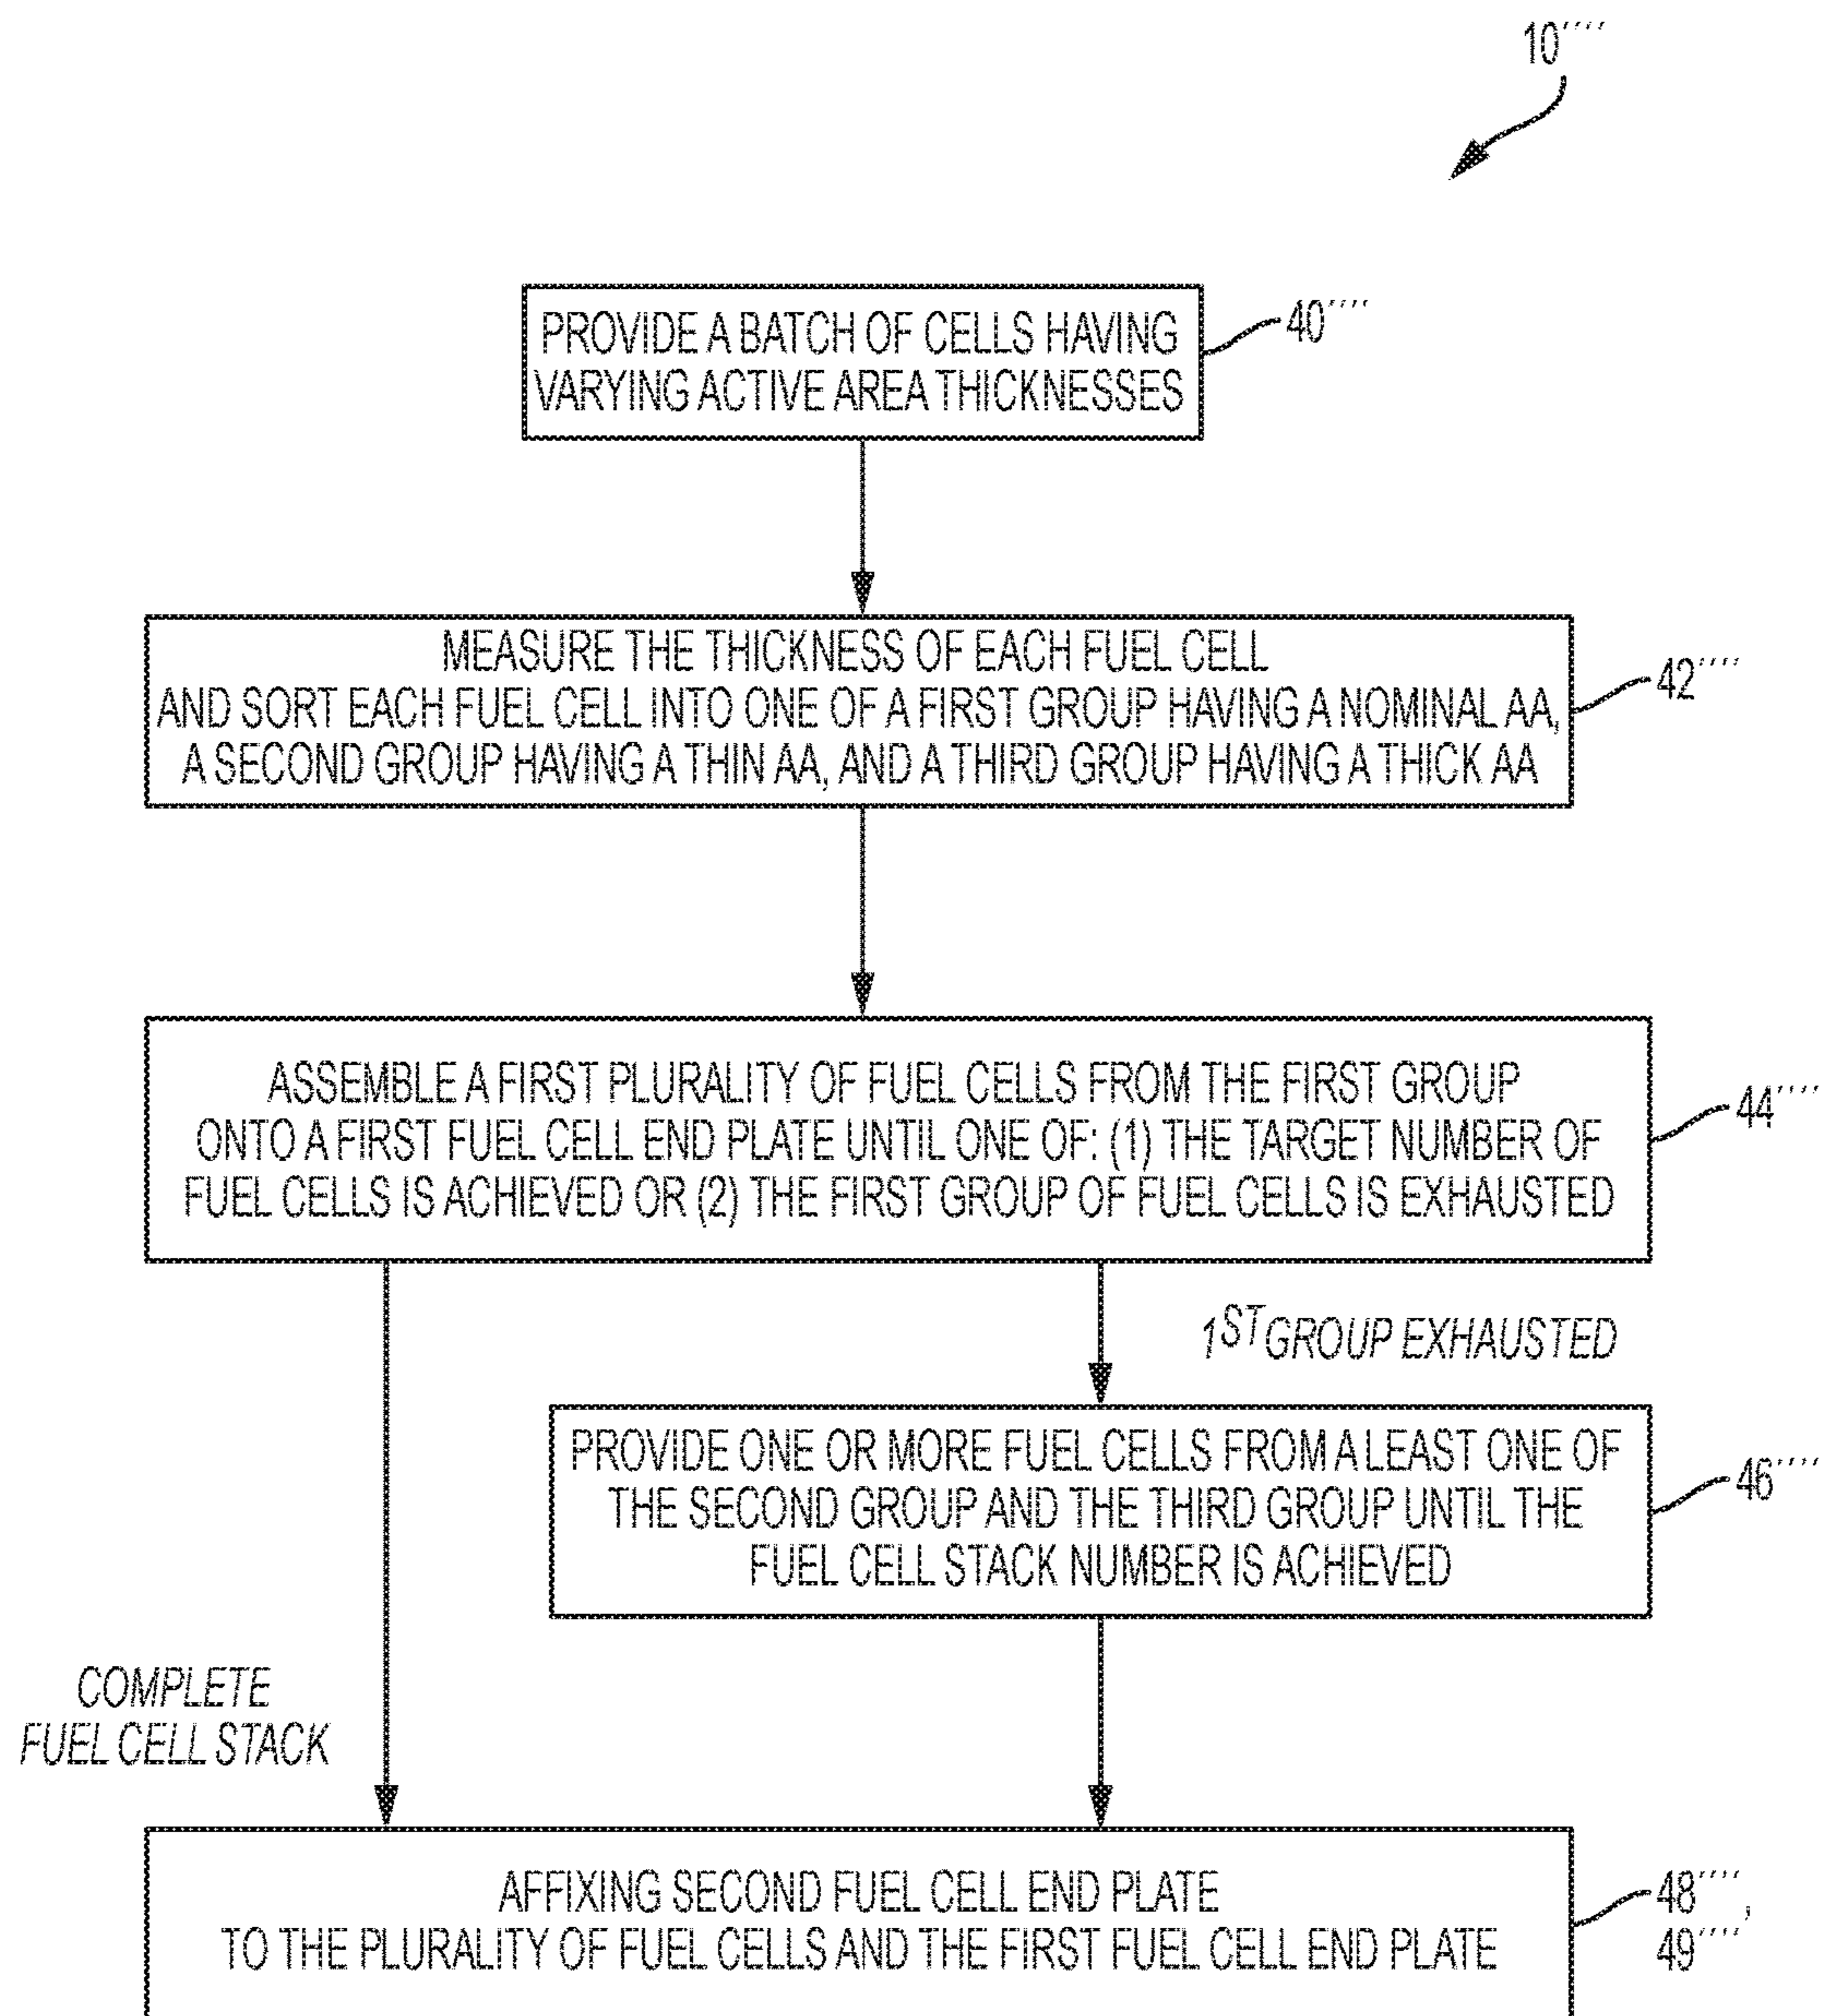 10''''
PROVIDE A BATCH OF CELLS HAVING
VARYING ACTIVE AREA THICKNESSES
40''''
MEASURE THE THICKNESS OF EACH FUEL CELL
AND SORT EACH FUEL CELL INTO ONE OF A FIRST GROUP HAVING A NOMINAL AA,
A SECOND GROUP HAVING A THIN AA, AND A THIRD GROUP HAVING A THICK AA
42''''
ASSEMBLE A FIRST PLURALITY OF FUEL CELLS FROM THE FIRST GROUP
ONTO A FIRST FUEL CELL END PLATE UNTIL ONE OF: (1) THE TARGET NUMBER OF
FUEL CELLS IS ACHIEVED OR (2) THE FIRST GROUP OF FUEL CELLS IS EXHAUSTED
44''''
1ST GROUP EXHAUSTED
PROVIDE ONE OR MORE FUEL CELLS FROM A LEAST ONE OF
THE SECOND GROUP AND THE THIRD GROUP UNTIL THE
FUEL CELL STACK NUMBER IS ACHIEVED
46''''
COMPLETE
FUEL CELL STACK
AFFIXING SECOND FUEL CELL END PLATE
TO THE PLURALITY OF FUEL CELLS AND THE FIRST FUEL CELL END PLATE
48'''',
49''''